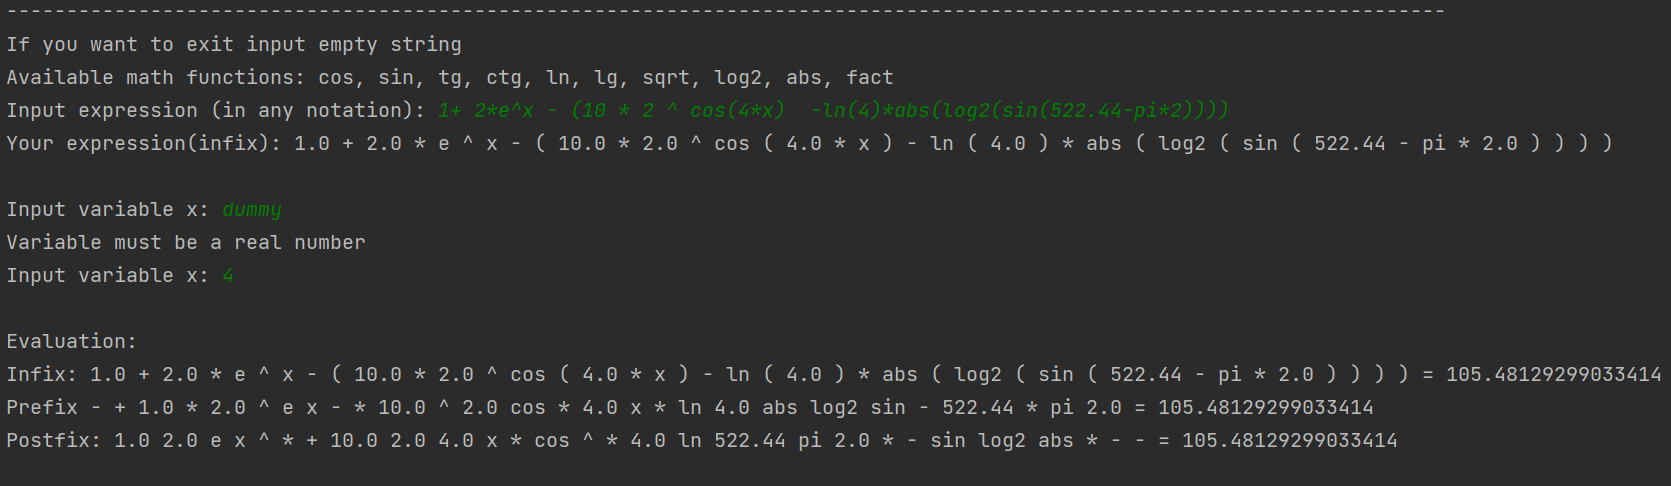 ------------------------------------------------------------------------------------------------------------------------
If you want to exit input empty string
Available math functions: cos, sin, tg, ctg, ln, lg, sqrt, log2, abs, fact
Input expression (in any notation): 1+ 2*e^x - (10 * 2 ^ cos(4*x)  -ln(4)*abs(log2(sin(522.44-pi*2))))
Your expression(infix): 1.0 + 2.0 * e ^ x - ( 10.0 * 2.0 ^ cos ( 4.0 * x ) - ln ( 4.0 ) * abs ( log2 ( sin ( 522.44 - pi * 2.0 ) ) ) )
Input variable x: dummy
Variable must be a real number
Input variable x: 4
Evaluation:
Infix: 1.0 + 2.0 * e ^ x - ( 10.0 * 2.0 ^ cos ( 4.0 * x ) - ln ( 4.0 ) * abs ( log2 ( sin ( 522.44 - pi * 2.0 ) ) ) ) = 105.48129299033414
Prefix - + 1.0 * 2.0 ^ e x - * 10.0 ^ 2.0 cos * 4.0 x * ln 4.0 abs log2 sin - 522.44 * pi 2.0 = 105.48129299033414
Postfix: 1.0 2.0 e x ^ * + 10.0 2.0 4.0 x * cos ^ * 4.0 ln 522.44 pi 2.0 * - sin log2 abs * - - = 105.48129299033414